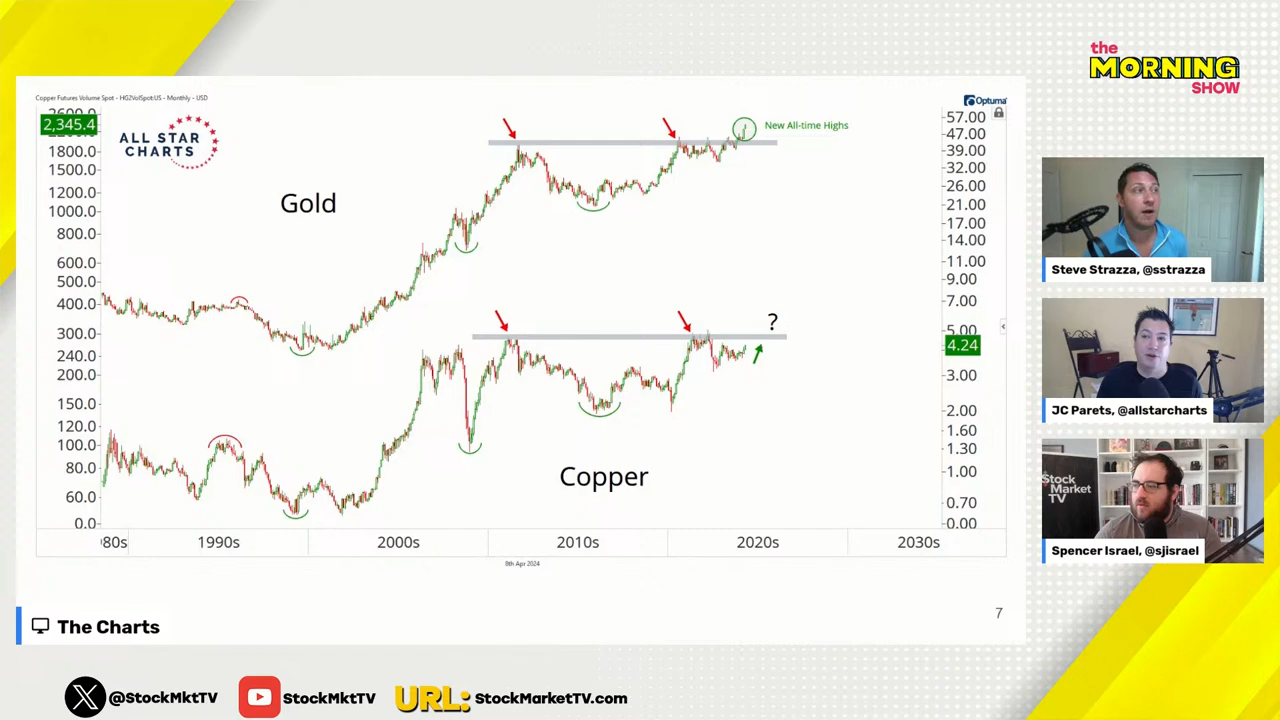 the
MORNING
SHOW
Copper Futures Volume Spot - HG2VolSpot:US - Monthly - USD
Optuma
ALL STAR
CHARTS
New All-time Highs
Gold
Copper
?
2600.0
2,345.4
1800.0
1500.0
1200.0
1000.0
800.0
600.0
500.0
400.0
300.0
240.0
200.0
150.0
120.0
100.0
80.0
60.0
0.0
57.00
47.00
39.00
32.00
26.00
21.00
17.00
14.00
11.00
9.00
7.00
5.00
4.24
3.00
2.00
1.60
1.30
1.00
0.70
0.00
80s
1990s
2000s
2010s
2020s
2030s
8th Apr 2024
7
The Charts
Steve Strazza, @sstrazza
JC Parets, @allstarcharts
Stock
Market
TV
Spencer Israel, @sjisrael
@StockMktTV
StockMktTV
URL:
StockMarketTV.com